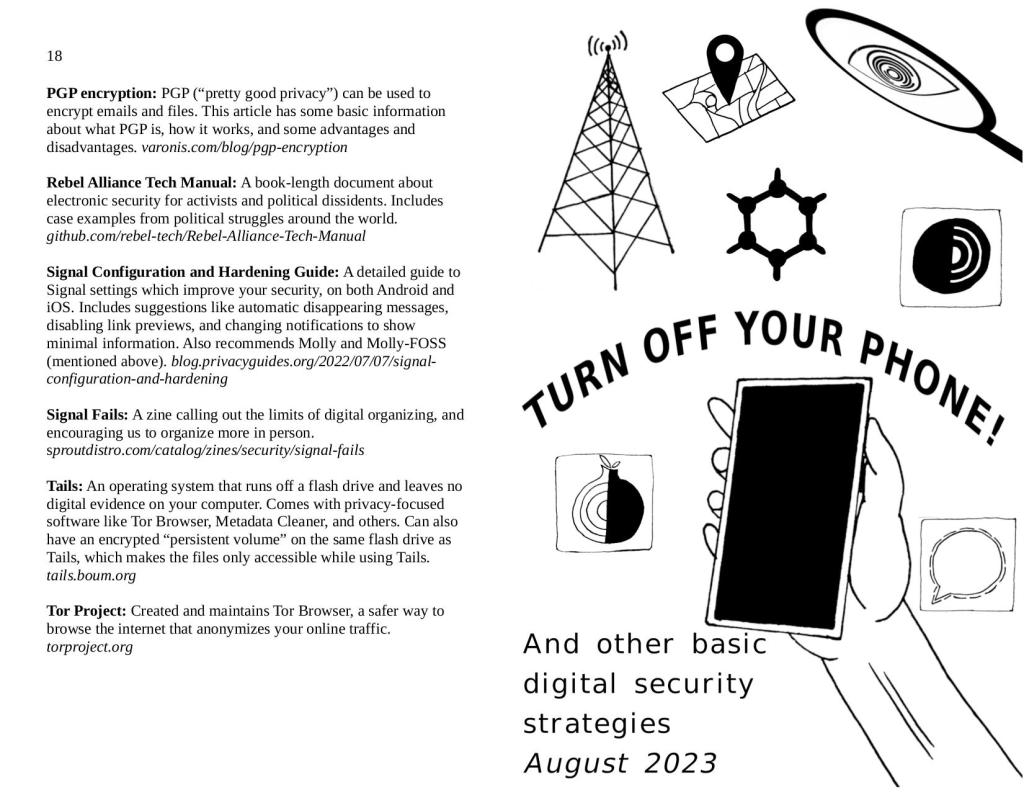 18
PGP encryption: PGP (“pretty good privacy”) can be used to
encrypt emails and files. This article has some basic information
about what PGP is, how it works, and some advantages and
disadvantages. varonis.com/blog/pgp-encryption
Rebel Alliance Tech Manual: A book-length document about
electronic security for activists and political dissidents. Includes
case examples from political struggles around the world.
github.com/rebel-tech/Rebel-Alliance-Tech-Manual
Signal Configuration and Hardening Guide: A detailed guide to
Signal settings which improve your security, on both Android and
iOS. Includes suggestions like automatic disappearing messages,
disabling link previews, and changing notifications to show
minimal information. Also recommends Molly and Molly-FOSS
(mentioned above). blog.privacyguides.org/2022/07/07/signal-
configuration-and-hardening
Signal Fails: A zine calling out the limits of digital organizing, and
encouraging us to organize more in person.
sproutdistro.com/catalog/zines/security/signal-fails
Tails: An operating system that runs off a flash drive and leaves no
digital evidence on your computer. Comes with privacy-focused
software like Tor Browser, Metadata Cleaner, and others. Can also
have an encrypted “persistent volume” on the same flash drive as
Tails, which makes the files only accessible while using Tails.
tails.boum.org
Tor Project: Created and maintains Tor Browser, a safer way to
browse the internet that anonymizes your online traffic.
torproject.org
TURN OFF YOUR PHONE!
And other basic
digital security
strategies
August 2023